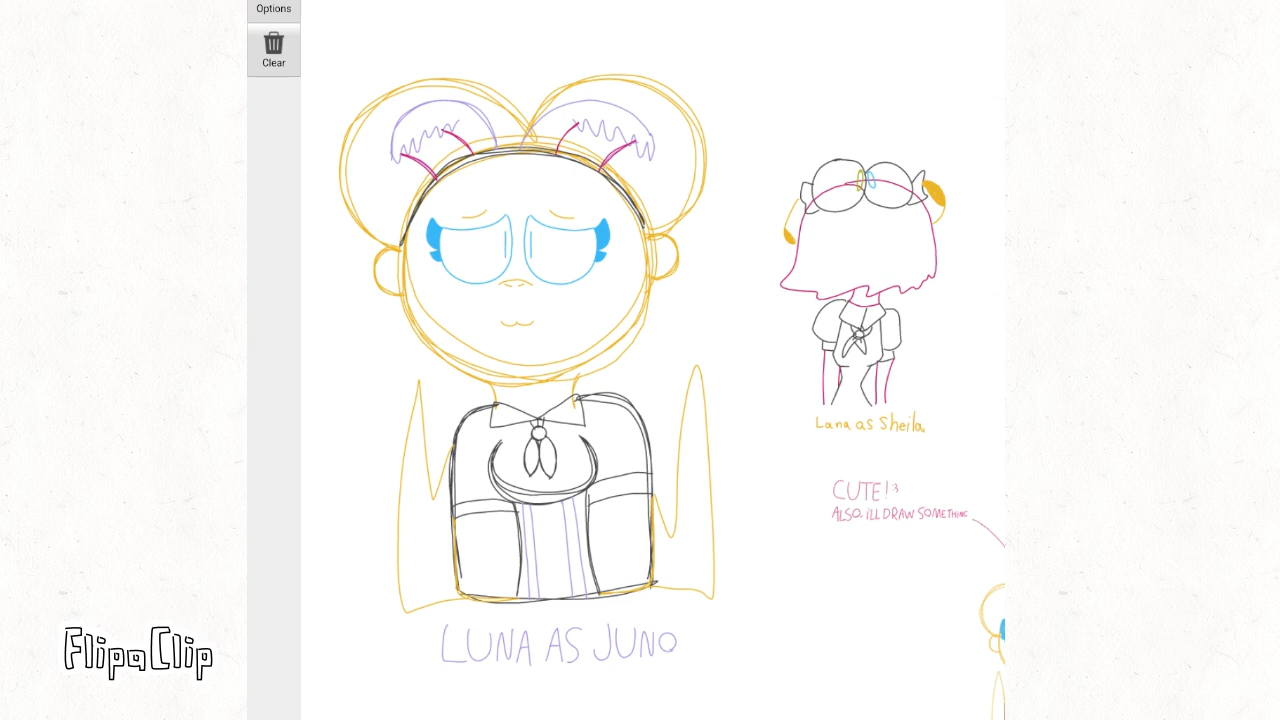 Options
Clear
Lana as Sheila
CUTE! :3
ALSO. ILL DRAW SOMETHING
LUNA AS JUNO
FlipaClip